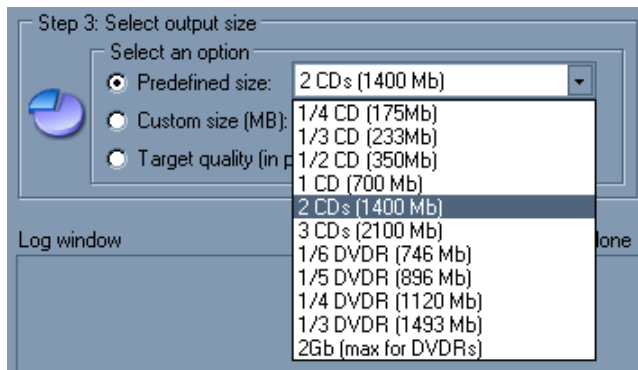 Step 3: Select output size
Select an option
Predefined size: 2 CDs (1400 Mb)
Custom size (MB):
1/4 CD (175Mb)
1/3 CD (233Mb)
Target quality (in p
1/2 CD (350Mb)
1 CD (700 Mb)
2 CDs (1400 Mb)
3 CDs (2100 Mb)
Log window
lone
1/6 DVDR (746 Mb)
1/5 DVDR (896 Mb)
1/4 DVDR (1120 Mb)
1/3 DVDR (1493 Mb)
2Gb (max for DVDRs)